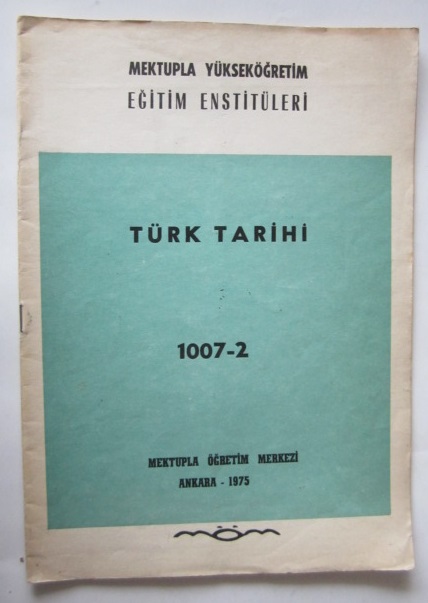 MEKTUPLA YÜKSEKÖĞRETİM
EĞİTİM ENSTİTÜLERİ
TÜRK TARİHİ
1007-2
MEKTUPLA ÖĞRETİM MERKEZİ
ANKARA - 1975
MÖM